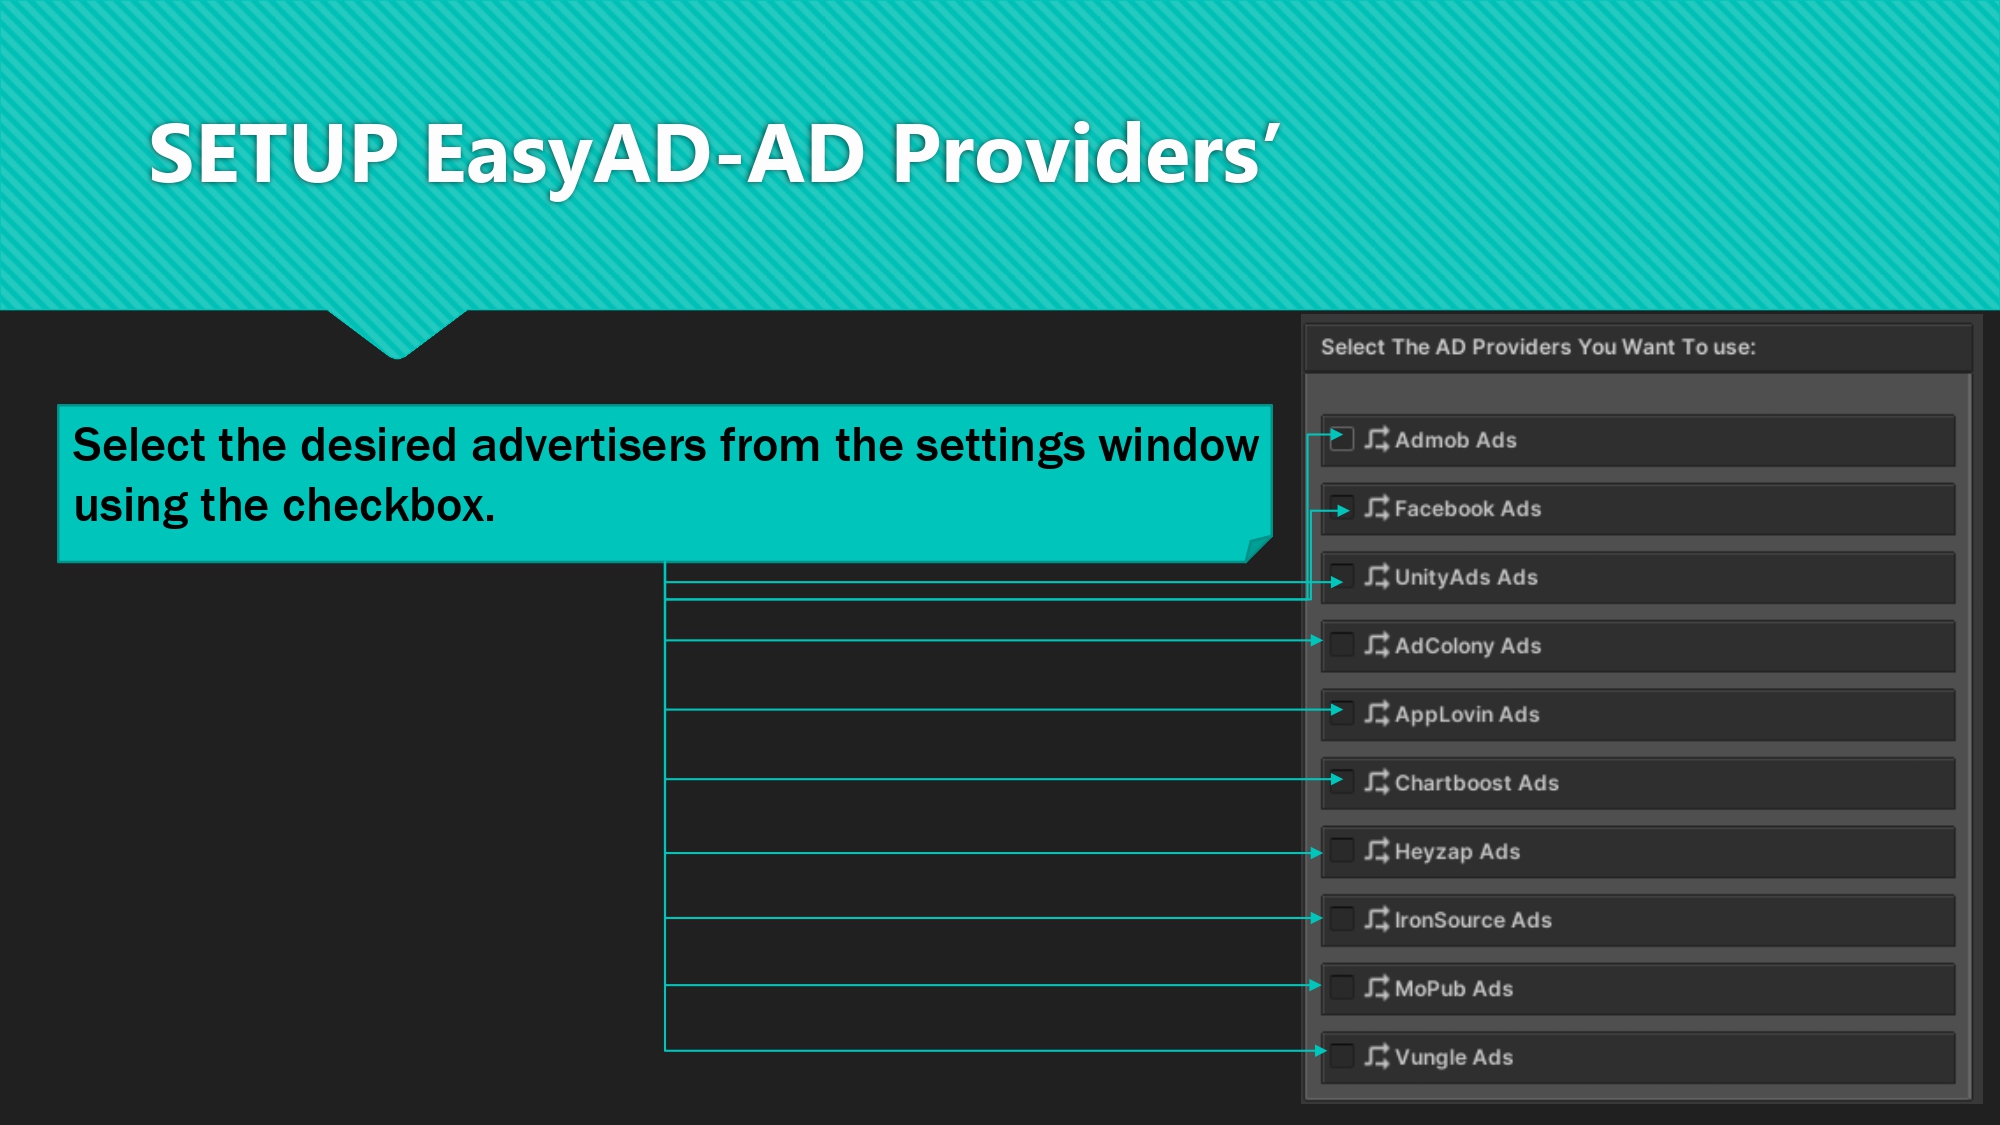 SETUP EasyAD-AD Providers’
Select the desired advertisers from the settings window
using the checkbox.
Select The AD Providers You Want To use:
Admob Ads
Facebook Ads
UnityAds Ads
AdColony Ads
AppLovin Ads
Chartboost Ads
Heyzap Ads
IronSource Ads
MoPub Ads
Vungle Ads